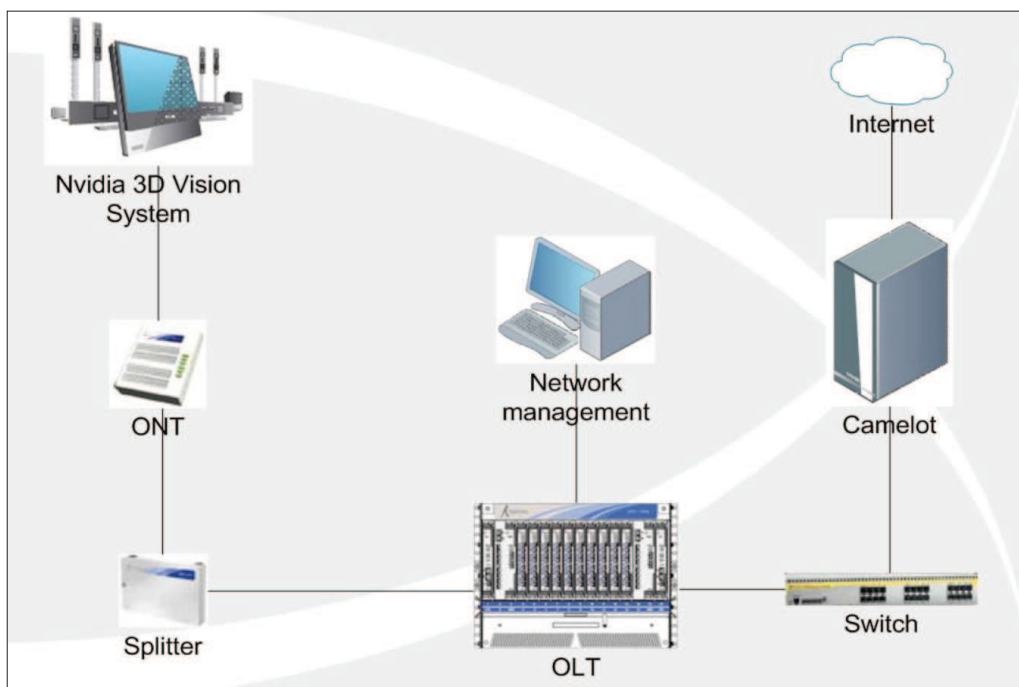 Internet
Nvidia 3D Vision
System
Network
management
Camelot
ONT
Switch
Splitter
OLT